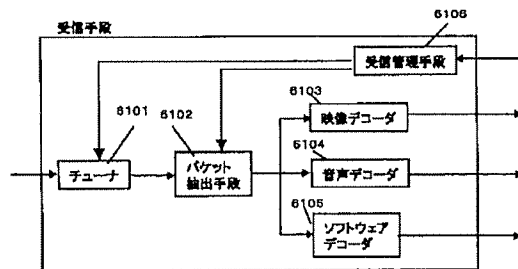 受信手段
6106
受信管理手段
6101
6102
6103
映像デコーダ
チューナ
パケット
抽出手段
6104
音声デコーダ
6105
ソフトウェア
デコーダ